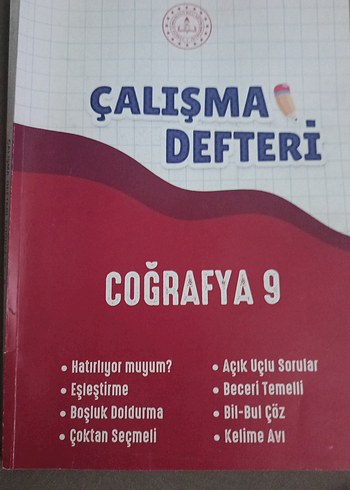 ÇALIŞMA
DEFTERİ
COĞRAFYA 9
• Hatırlıyor muyum?
• Eşleştirme
• Boşluk Doldurma
• Çoktan Seçmeli
• Açık Uçlu Sorular
• Beceri Temelli
• Bil-Bul Çöz
• Kelime Avı